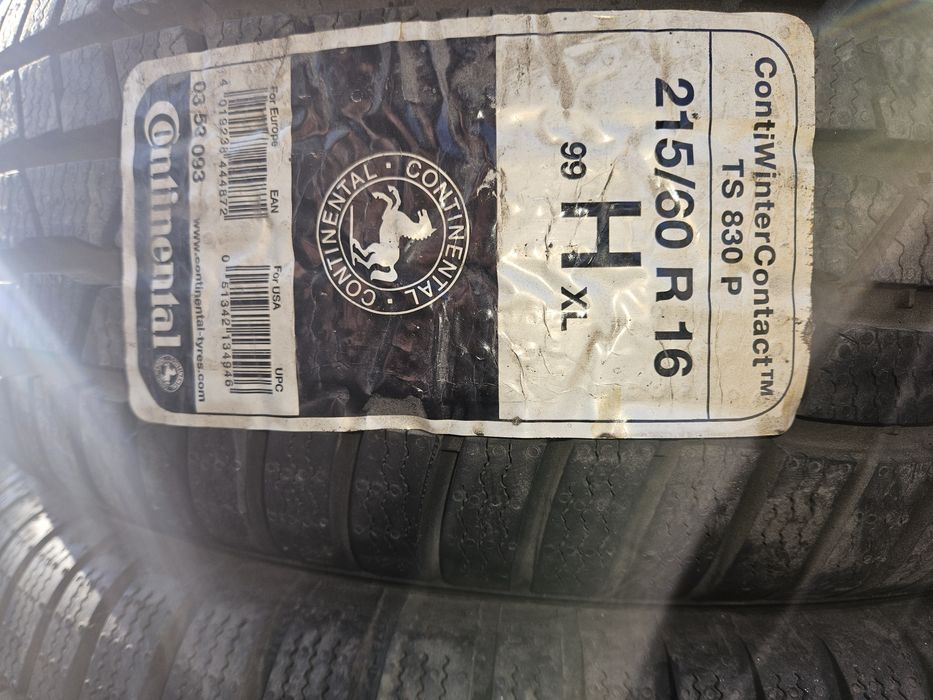 ContiWinterContact™
TS 830 P
215/60 R 16
99 H XL
CONTINENTAL · CONTINENTAL ·
For Europe EAN For USA UPC
4 019238 444872 0 51342 13494 6
03 53 093 www.continental-tyres.com
Continental